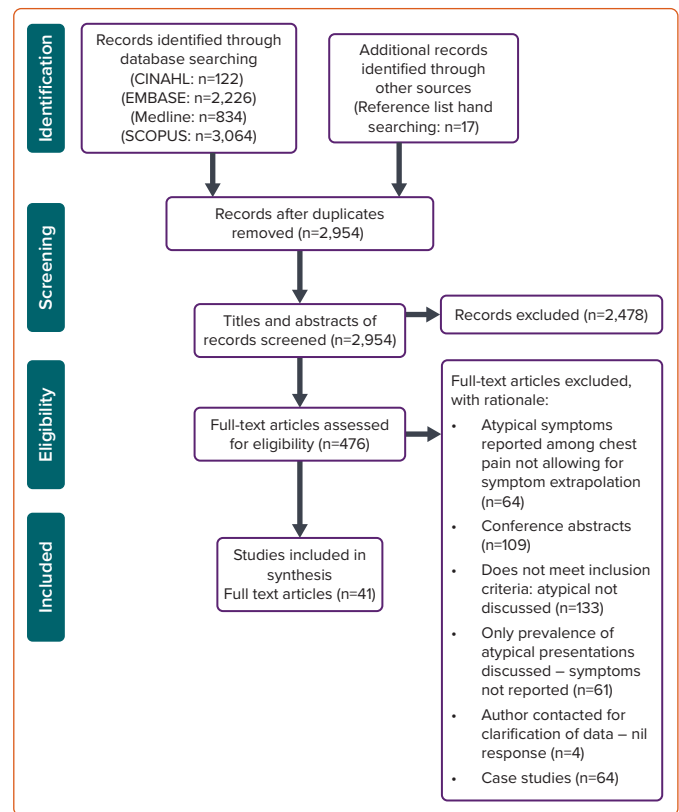 Identification
Records identified through
database searching
(CINAHL: n=122)
(EMBASE: n=2,226)
(Medline: n=834)
(SCOPUS: n=3,064)
Additional records
identified through
other sources
(Reference list hand
searching: n=17)
Screening
Records after duplicates
removed (n=2,954)
Titles and abstracts of
records screened (n=2,954)
Records excluded (n=2,478)
Eligibility
Full-text articles assessed
for eligibility (n=476)
Full-text articles excluded,
with rationale:
• Atypical symptoms
reported among chest
pain not allowing for
symptom extrapolation
(n=64)
• Conference abstracts
(n=109)
• Does not meet inclusion
criteria: atypical not
discussed (n=133)
• Only prevalence of
atypical presentations
discussed – symptoms
not reported (n=61)
• Author contacted for
clarification of data – nil
response (n=4)
• Case studies (n=64)
Included
Studies included in
synthesis
Full text articles (n=41)